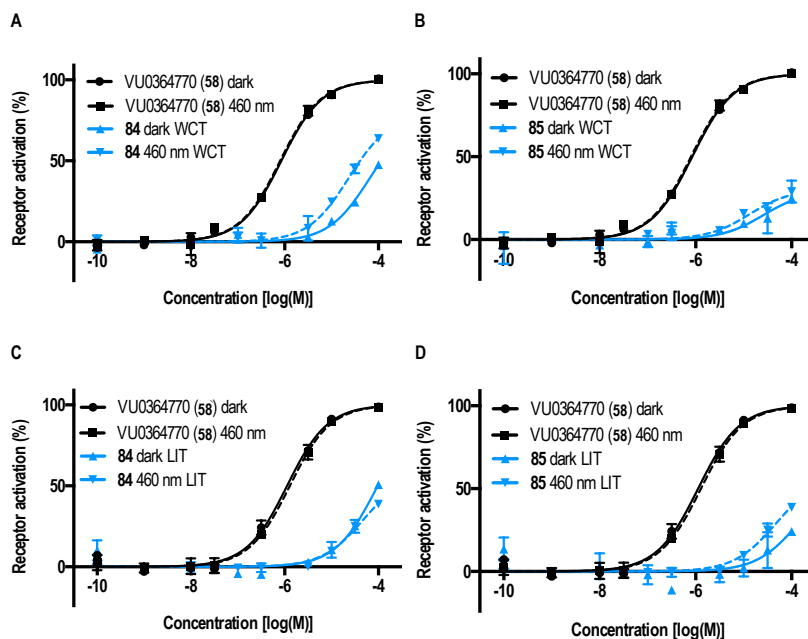 A
VU0364770 (58) dark
VU0364770 (58) 460 nm
84 dark WCT
84 460 nm WCT
Receptor activation (%)
100
50
0
-10
-8
-6
-4
Concentration [log(M)]
B
VU0364770 (58) dark
VU0364770 (58) 460 nm
85 dark WCT
85 460 nm WCT
Receptor activation (%)
100
50
0
-10
-8
-6
-4
Concentration [log(M)]
C
VU0364770 (58) dark
VU0364770 (58) 460 nm
84 dark LIT
84 460 nm LIT
Receptor activation (%)
100
50
0
-10
-8
-6
-4
Concentration [log(M)]
D
VU0364770 (58) dark
VU0364770 (58) 460 nm
85 dark LIT
85 460 nm LIT
Receptor activation (%)
100
50
0
-10
-8
-6
-4
Concentration [log(M)]